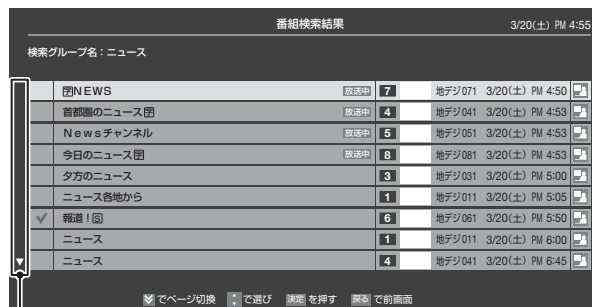 番組検索結果 3/20(土) PM 4:55
検索グループ名：ニュース
字NEWS 放送中 7 地デジ071 3/20(土) PM 4:50
首都圏のニュース字 放送中 4 地デジ041 3/20(土) PM 4:53
Newsチャンネル 放送中 5 地デジ051 3/20(土) PM 4:53
今日のニュース字 放送中 8 地デジ081 3/20(土) PM 4:53
夕方のニュース 3 地デジ031 3/20(土) PM 5:00
ニュース各地から 1 地デジ011 3/20(土) PM 5:05
報道！S 6 地デジ061 3/20(土) PM 5:50
ニュース 1 地デジ011 3/20(土) PM 6:00
ニュース 4 地デジ041 3/20(土) PM 6:45
でページ切換 で選び 決定 を押す 戻る で前画面